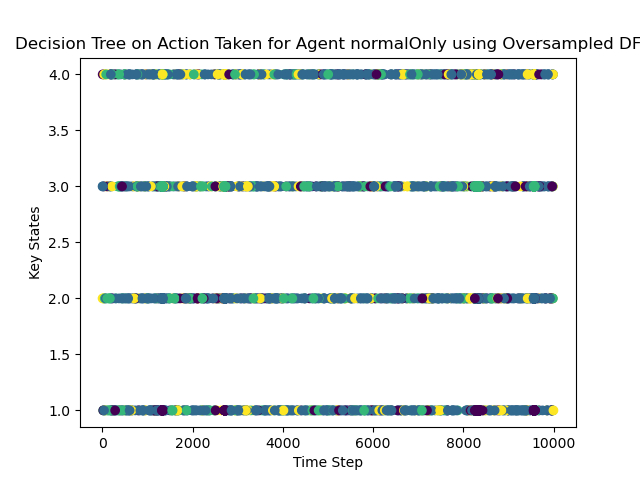 Decision Tree on Action Taken for Agent normalOnly using Oversampled DF
4.0
3.5
3.0
2.5
2.0
1.5
1.0
Key States
0 2000 4000 6000 8000 10000
Time Step